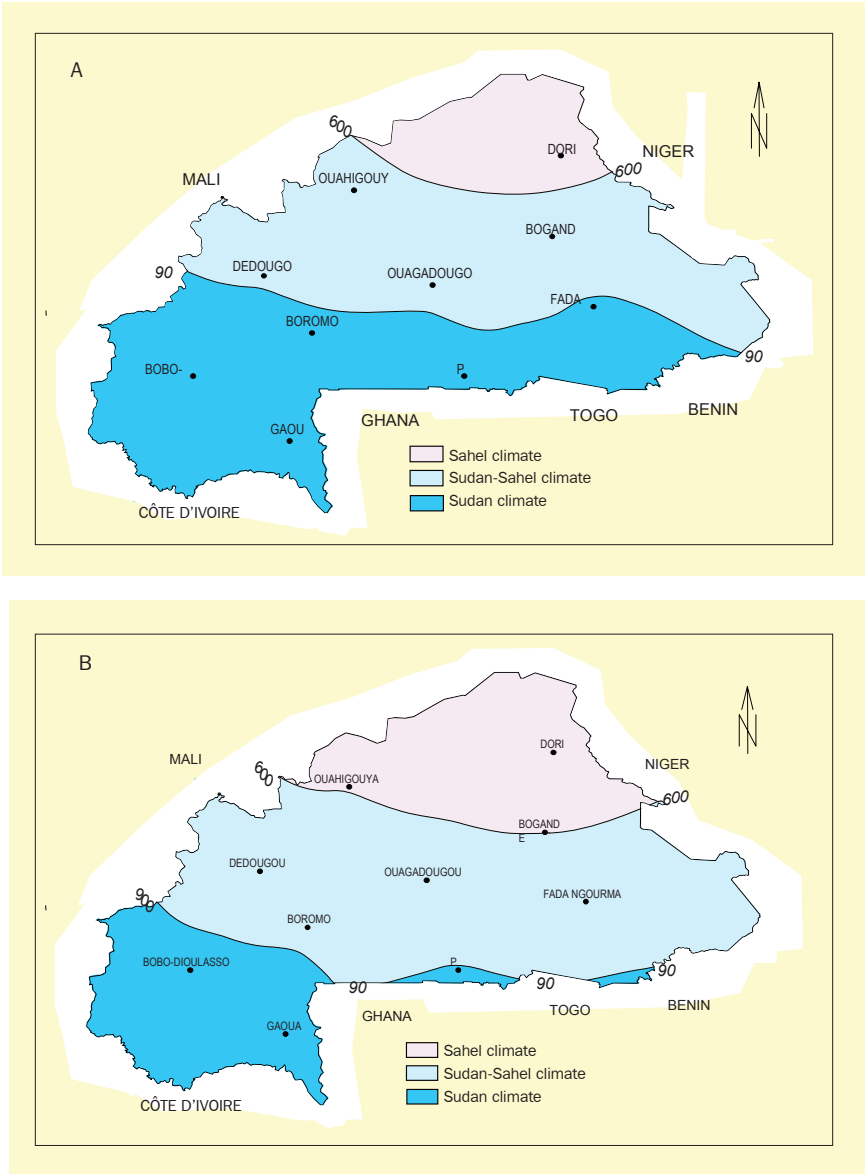 A
600
DORI
NIGER
600
MALI
OUAHIGOUY
BOGAND
90
DEDOUGO
OUAGADOUGO
FADA
BOROMO
90
BOBO-
P
GHANA
TOGO
BENIN
GAOU
Sahel climate
Sudan-Sahel climate
Sudan climate
CÔTE D'IVOIRE
N
B
DORI
MALI
600
NIGER
OUAHIGOUYA
600
BOGAND
E
DEDOUGOU
OUAGADOUGOU
FADA NGOURMA
900
BOROMO
BOBO-DIOULASSO
P
90
90
90
GHANA
TOGO
BENIN
GAOUA
Sahel climate
Sudan-Sahel climate
Sudan climate
CÔTE D'IVOIRE
N